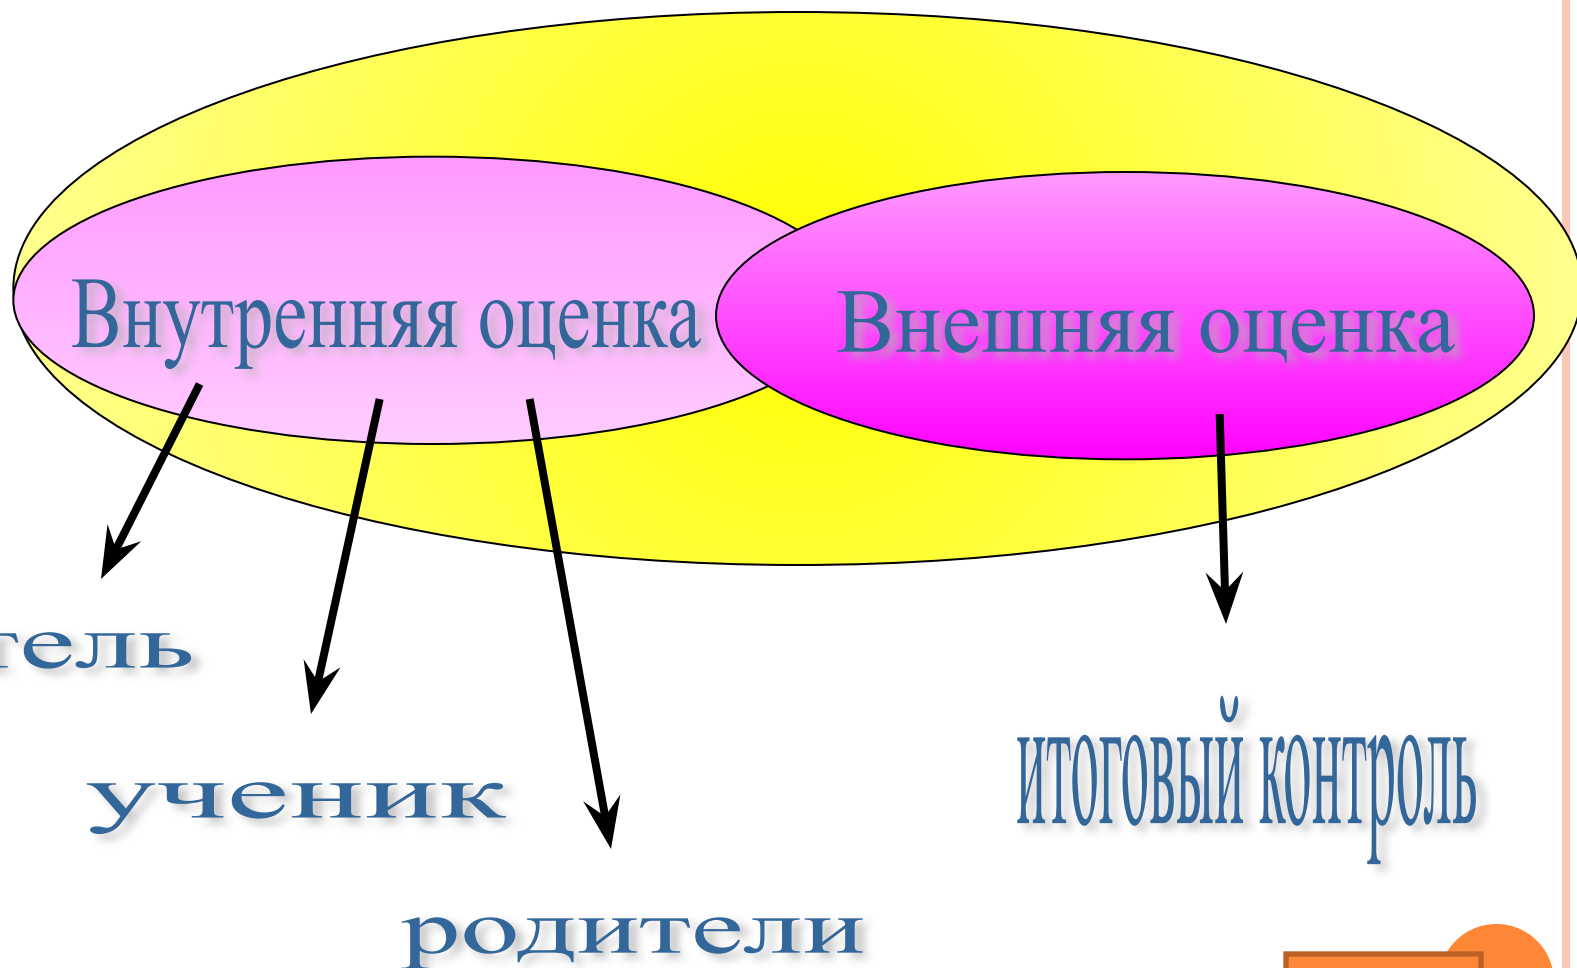 Внутренняя оценка
Внешняя оценка
тель
ученик
итоговый контроль
родители